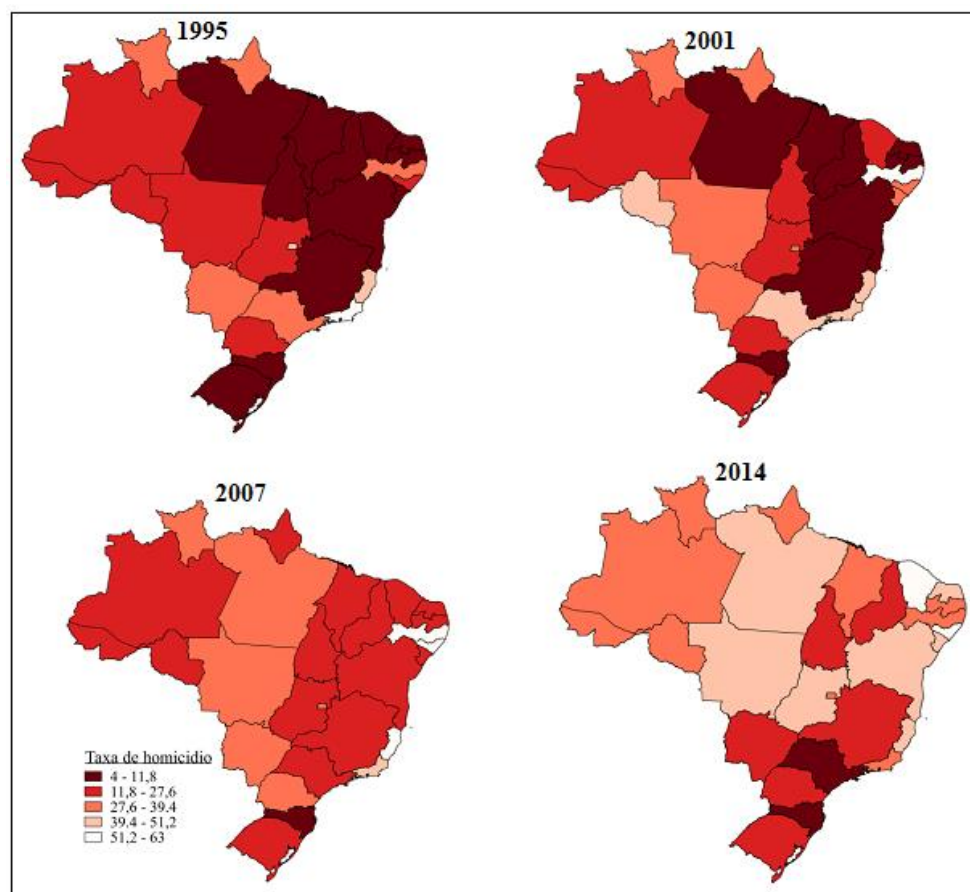 1995
2001
2007
2014
Taxa de homicidio
4 - 11,8
11,8 - 27,6
27,6 - 39.4
39,4 - 51,2
51,2 - 63